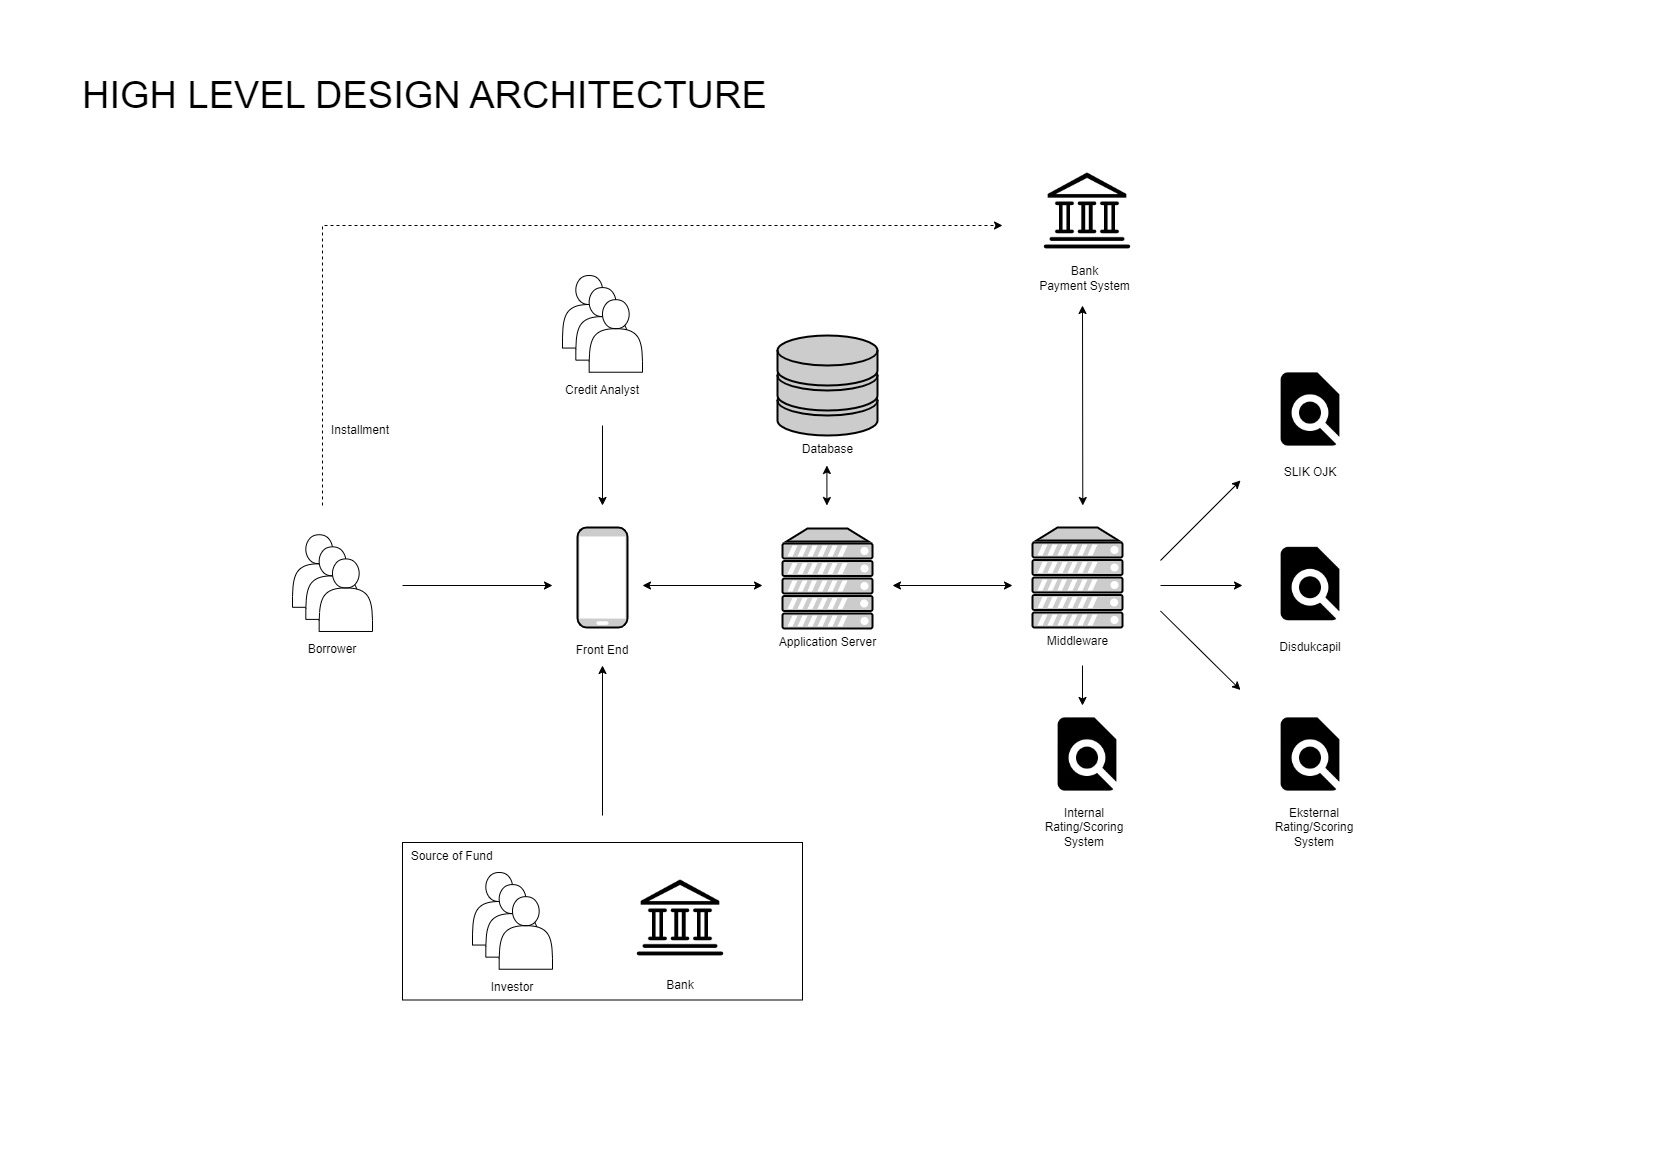 HIGH LEVEL DESIGN ARCHITECTURE
Bank
Payment System
Credit Analyst
Installment
Database
SLIK OJK
Borrower
Front End
Application Server
Middleware
Disdukcapil
Internal
Rating/Scoring
System
Eksternal
Rating/Scoring
System
Source of Fund
Investor
Bank